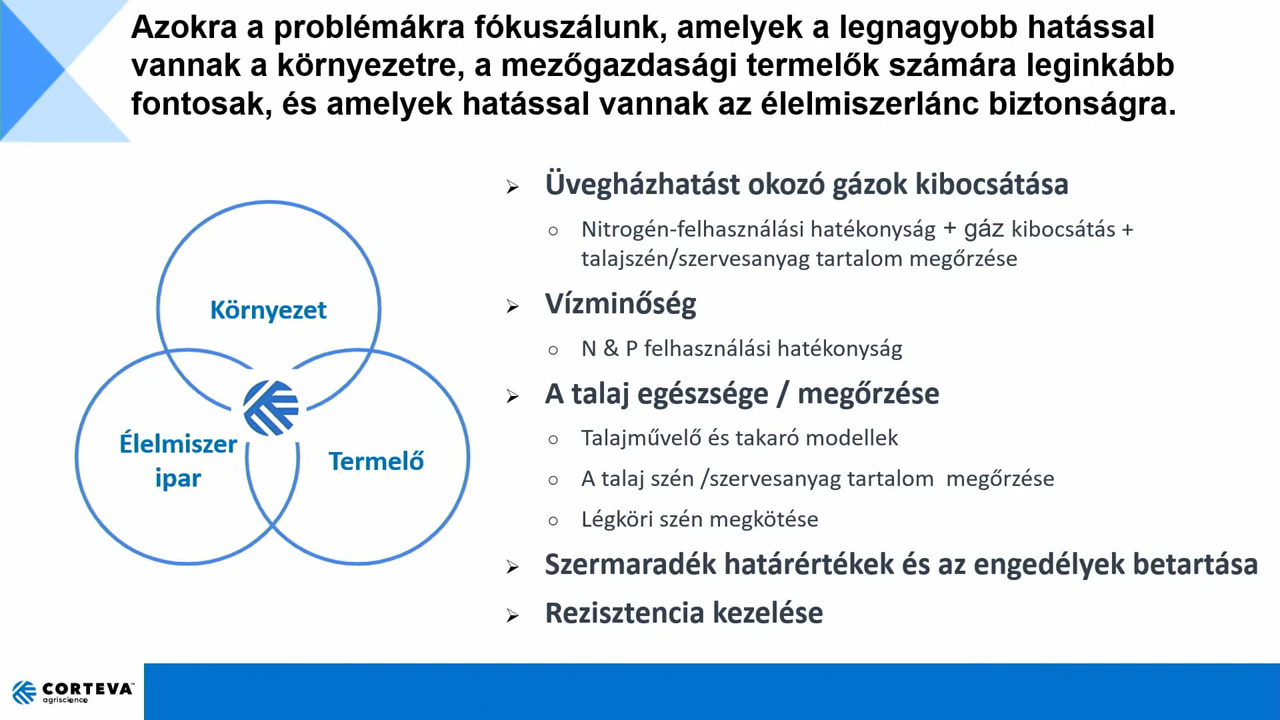 Azokra a problémákra fókuszálunk, amelyek a legnagyobb hatással
vannak a környezetre, a mezőgazdasági termelők számára leginkább
fontosak, és amelyek hatással vannak az élelmiszerlánc biztonságra.
Környezet
Élelmiszer
ipar
Termelő
Üvegházhatást okozó gázok kibocsátása
Nitrogén-felhasználási hatékonyság + gáz kibocsátás +
talajszén/szervesanyag tartalom megőrzése
Vízminőség
N & P felhasználási hatékonyság
A talaj egészsége / megőrzése
Talajművelő és takaró modellek
A talaj szén /szervesanyag tartalom megőrzése
Légköri szén megkötése
Szermaradék határértékek és az engedélyek betartása
Rezisztencia kezelése
CORTEVA™
agriscience